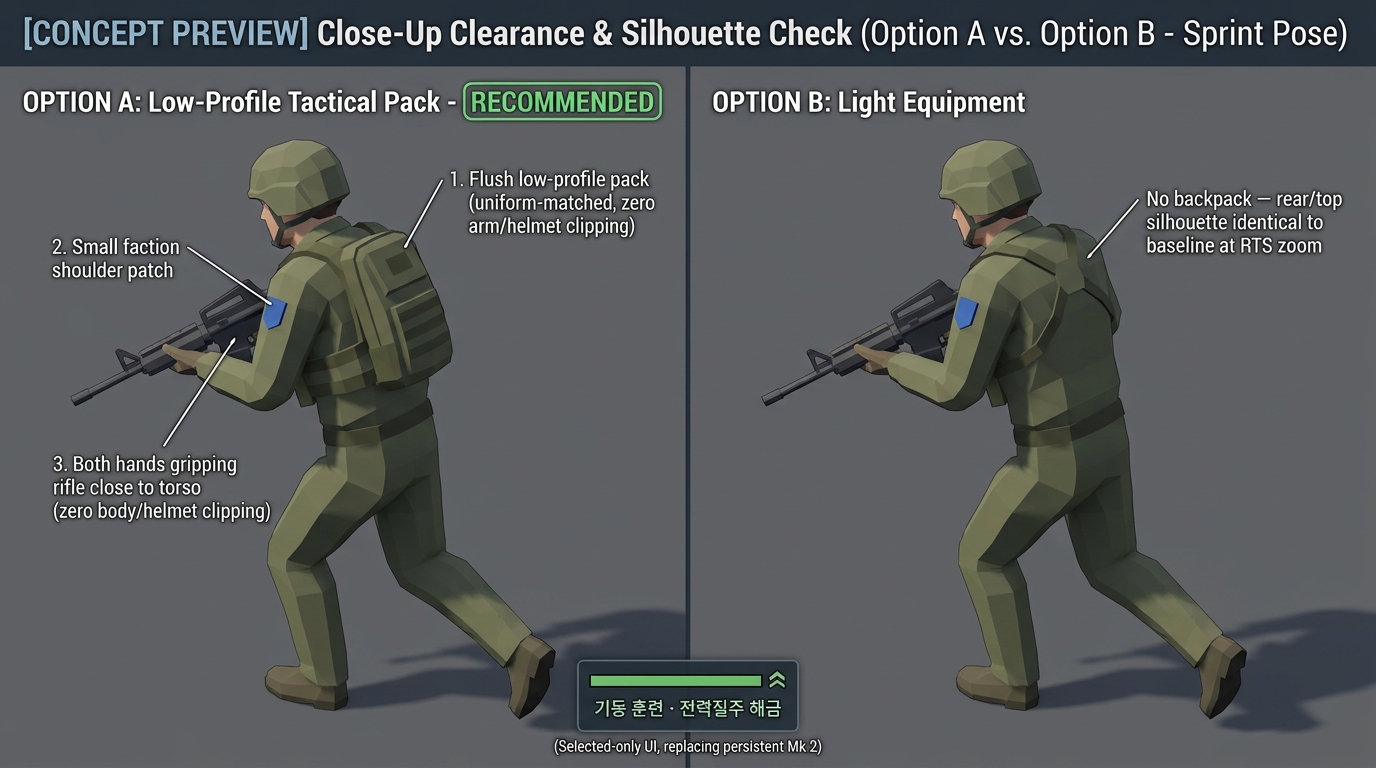 [CONCEPT PREVIEW] Close-Up Clearance & Silhouette Check (Option A vs. Option B - Sprint Pose)
OPTION A: Low-Profile Tactical Pack - RECOMMENDED
1. Flush low-profile pack
(uniform-matched, zero
arm/helmet clipping)
2. Small faction
shoulder patch
3. Both hands gripping
rifle close to torso
(zero body/helmet clipping)
OPTION B: Light Equipment
No backpack — rear/top
silhouette identical to
baseline at RTS zoom
기동 훈련 · 전력질주 해금
(Selected-only UI, replacing persistent Mk 2)